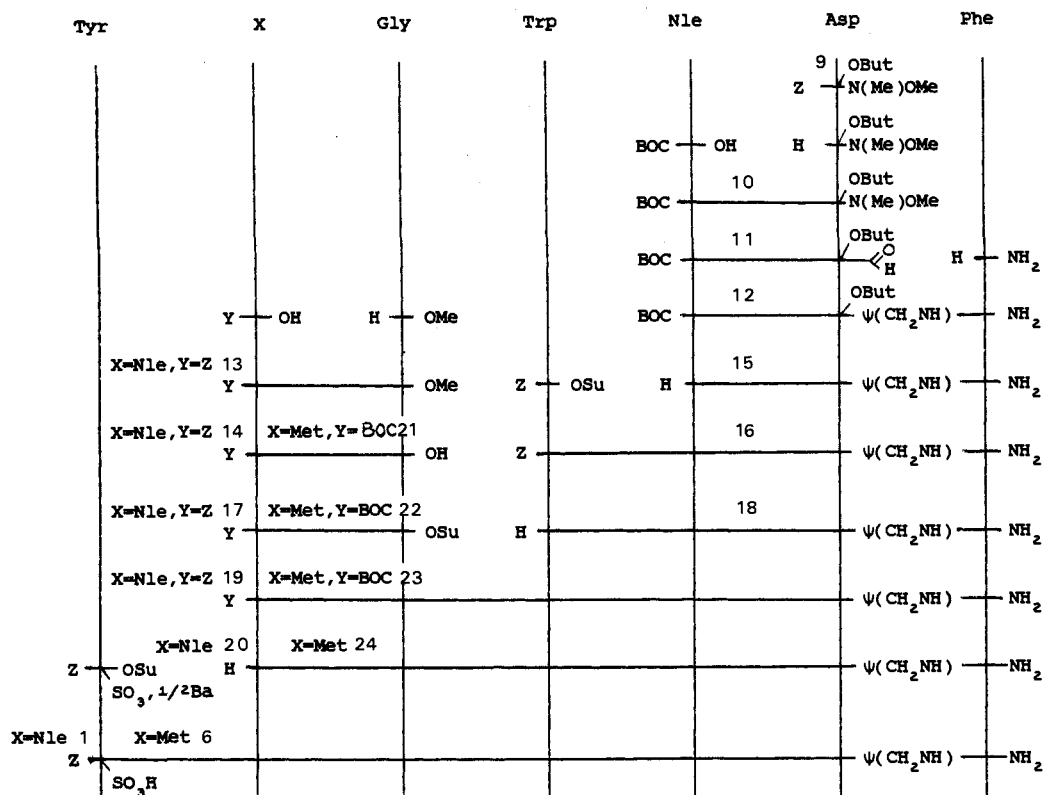 Tyr X Gly Trp Nle Asp Phe
9 OBut
Z N(Me)OMe
OBut
BOC OH H N(Me)OMe
10 OBut
BOC N(Me)OMe
11 OBut
BOC O H H NH2
12 OBut
Y OH H OMe BOC Ψ(CH2NH) NH2
X=Nle,Y=Z 13 15
Y OMe Z OSu H Ψ(CH2NH) NH2
X=Nle,Y=Z 14 X=Met,Y=BOC21 16
Y OH Z Ψ(CH2NH) NH2
X=Nle,Y=Z 17 X=Met,Y=BOC 22 18
Y OSu H Ψ(CH2NH) NH2
X=Nle,Y=Z 19 X=Met,Y=BOC 23
Y Ψ(CH2NH) NH2
X=Nle 20 X=Met 24
Z OSu H Ψ(CH2NH) NH2
SO3,1/2Ba
X=Nle 1 X=Met 6
Z Ψ(CH2NH) NH2
SO3H